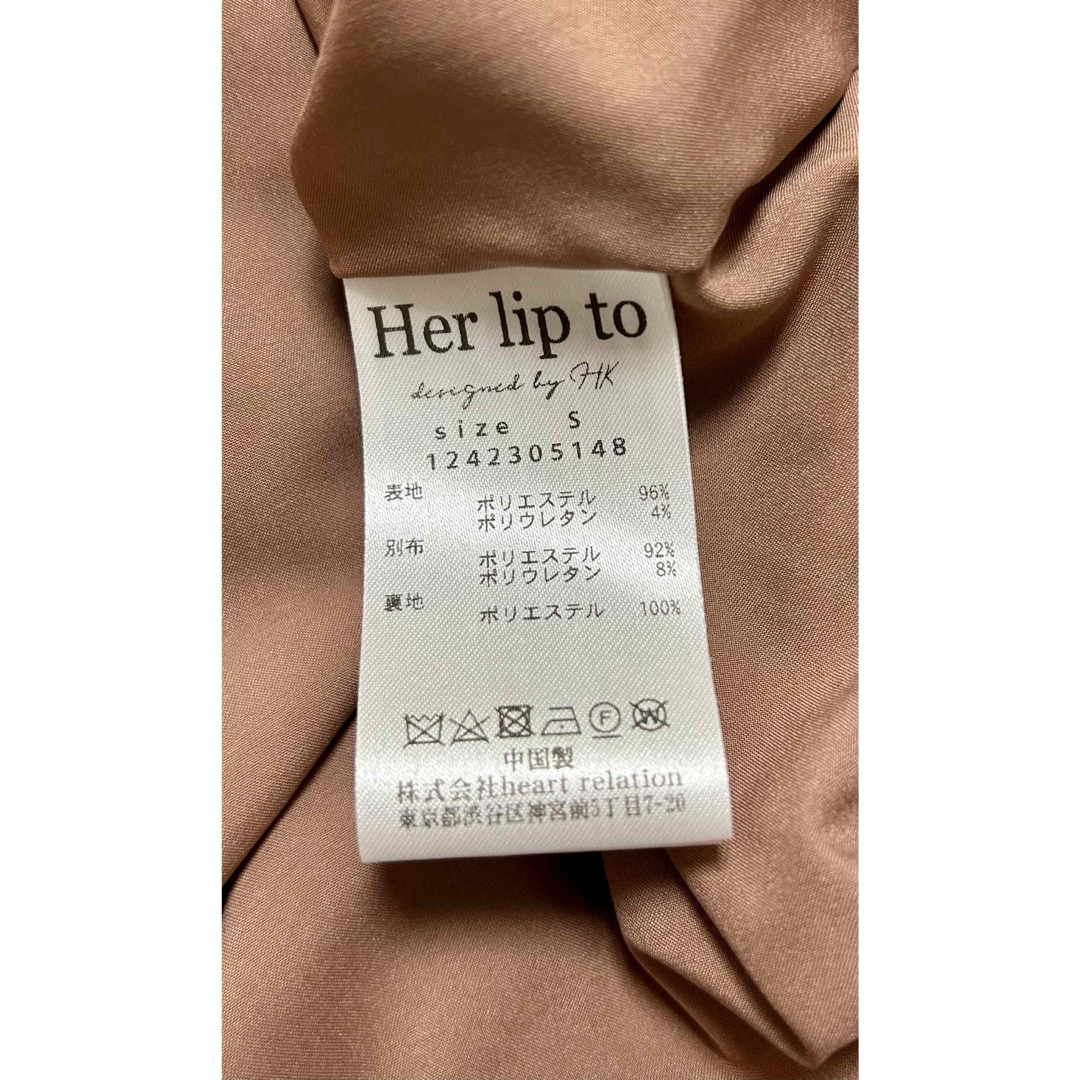 Her lip to
designed by HK
size S
1242305148
表地 ポリエステル 96%
ポリウレタン 4%
別布 ポリエステル 92%
ポリウレタン 8%
裏地 ポリエステル 100%
F W
中国製
株式会社heart relation
東京都渋谷区神宮前5丁目7-20